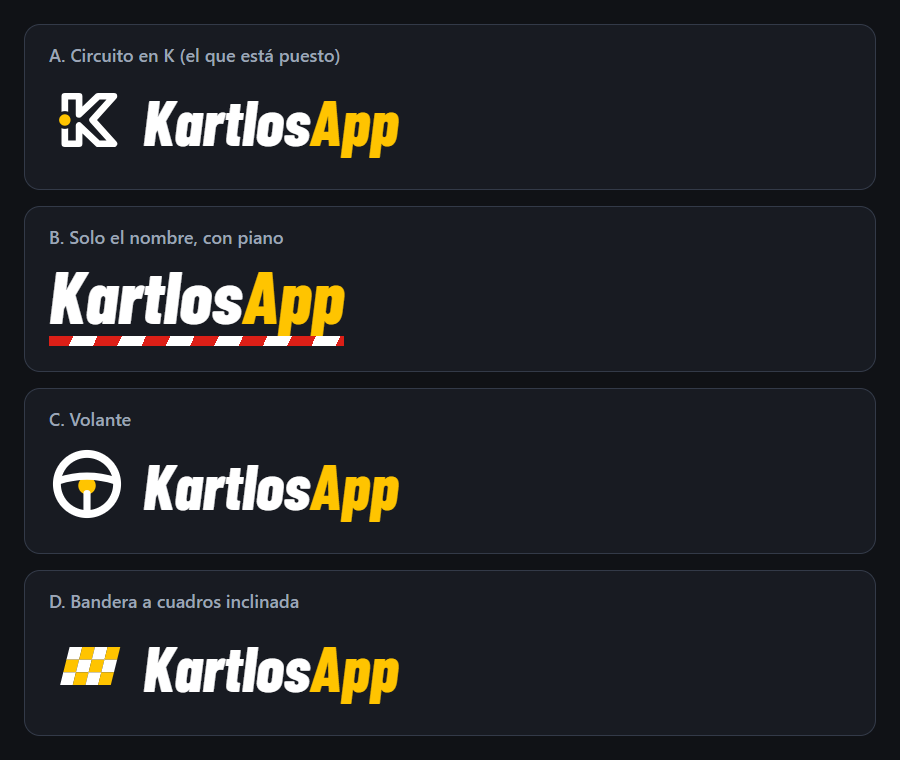 A. Circuito en K (el que está puesto)
K KartlosApp
B. Solo el nombre, con piano
KartlosApp
C. Volante
KartlosApp
D. Bandera a cuadros inclinada
KartlosApp